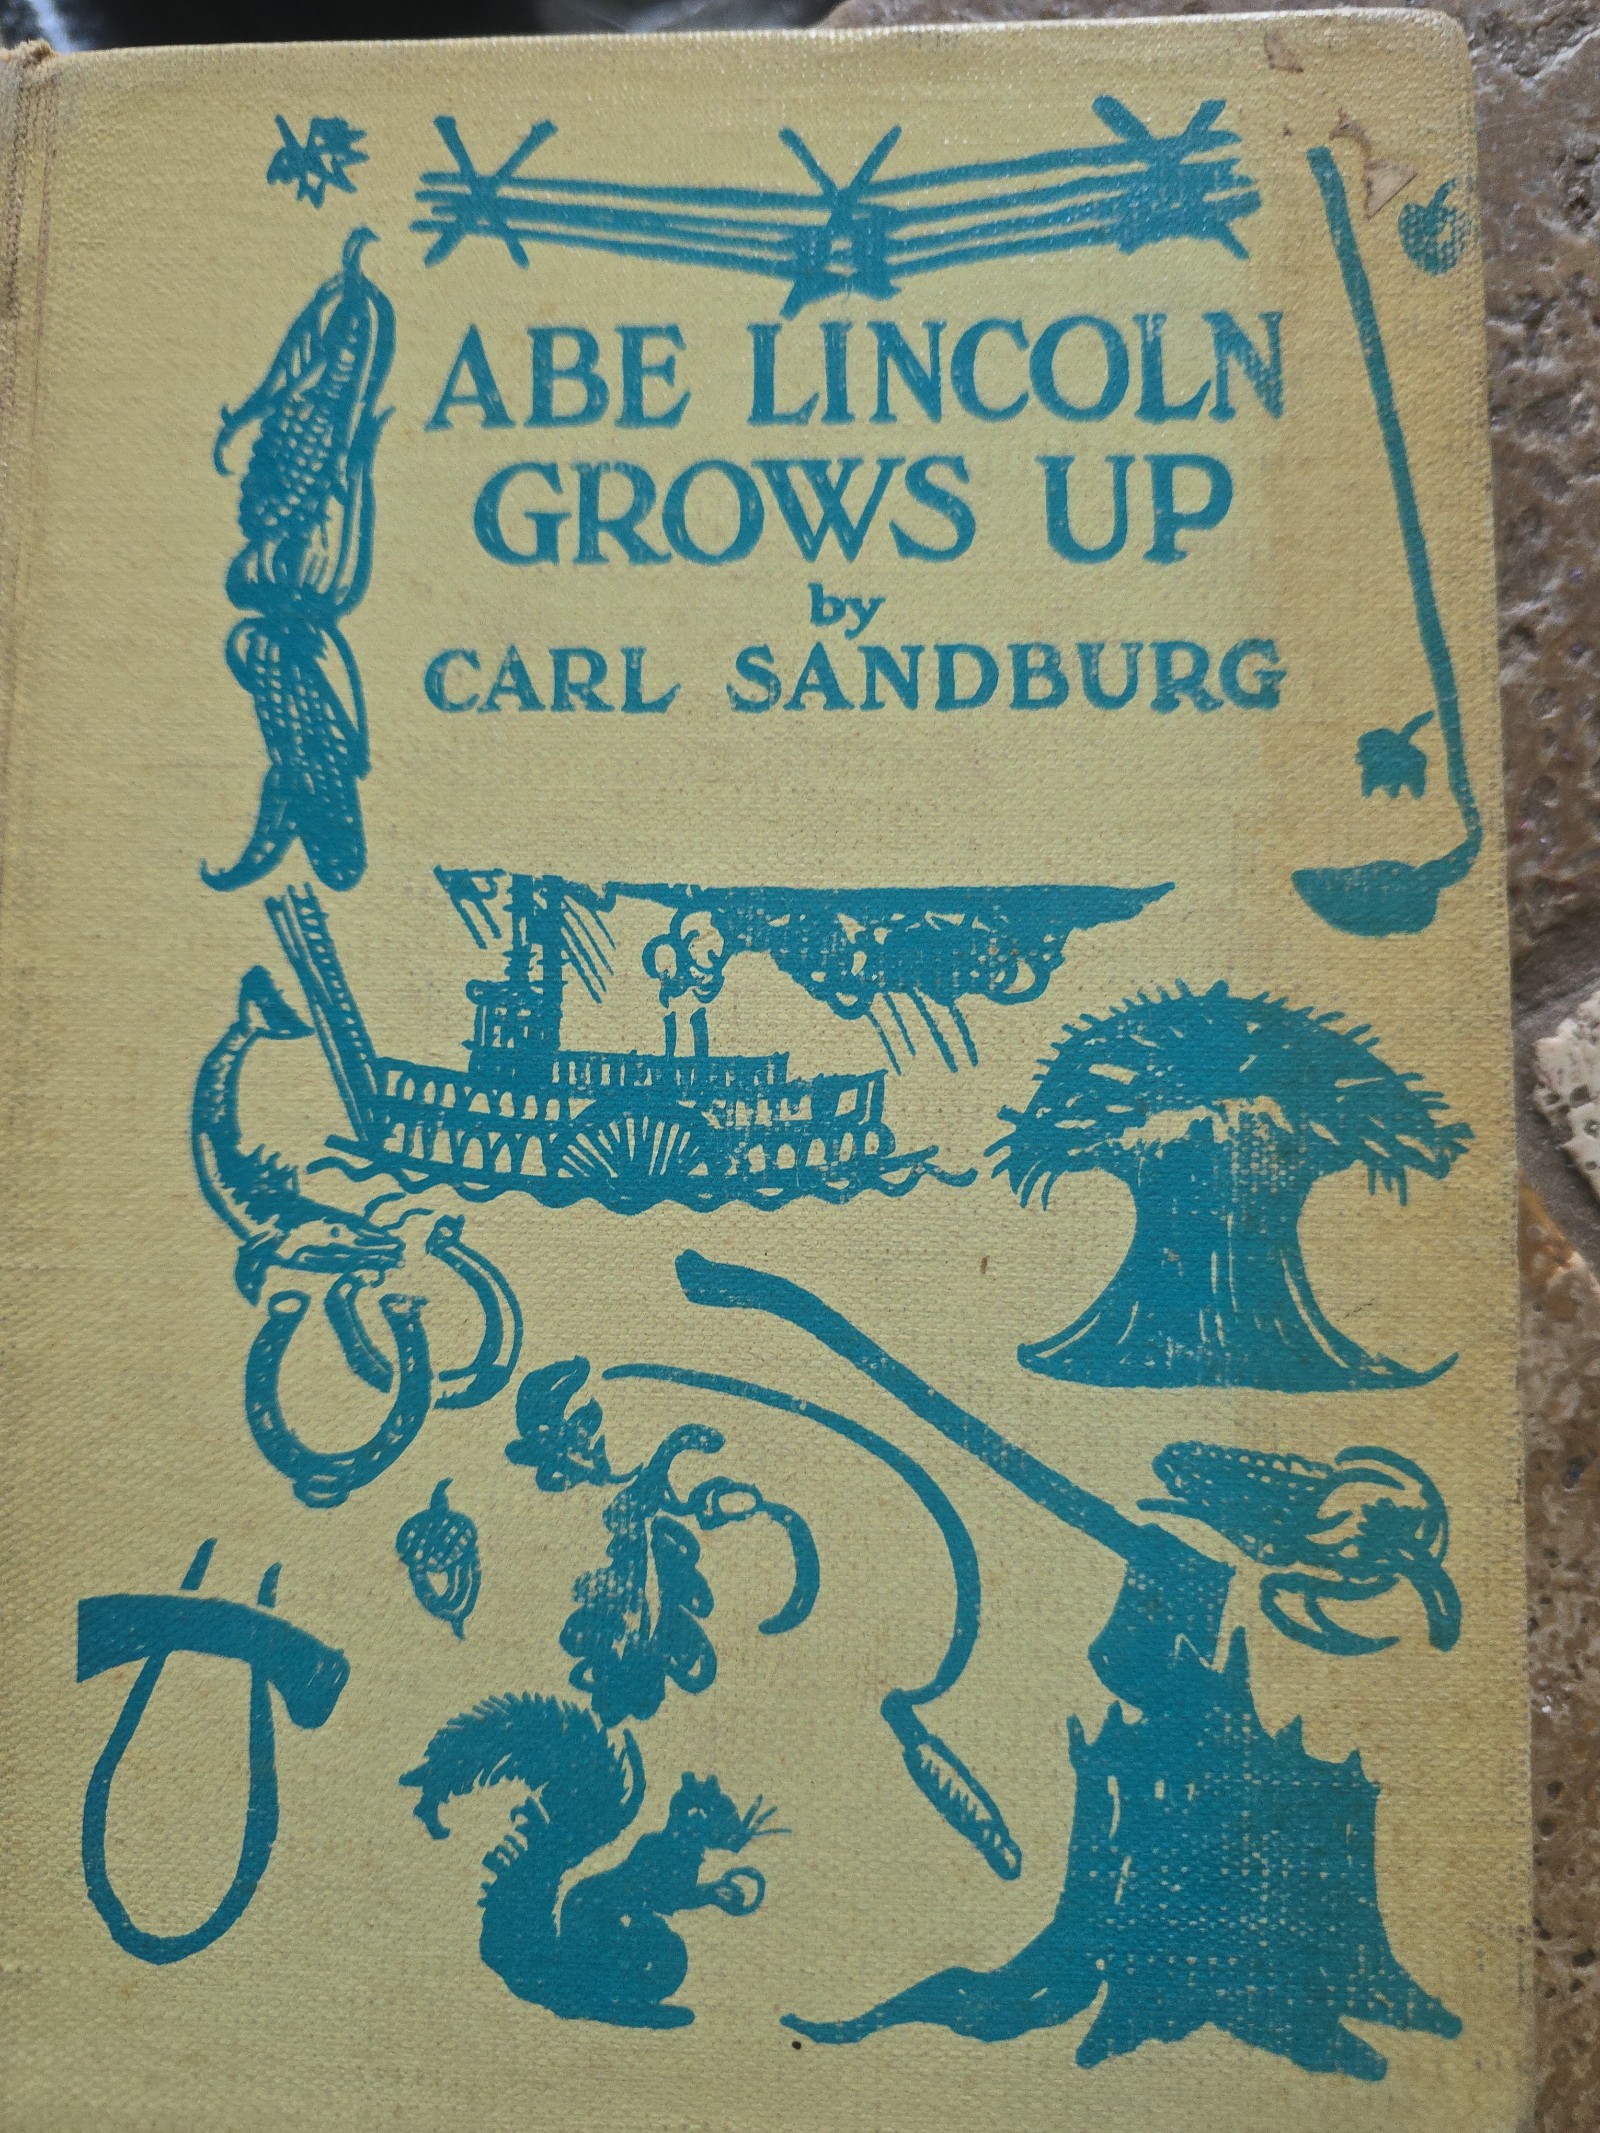 ABE LINCOLN
GROWS UP
by
CARL SANDBURG